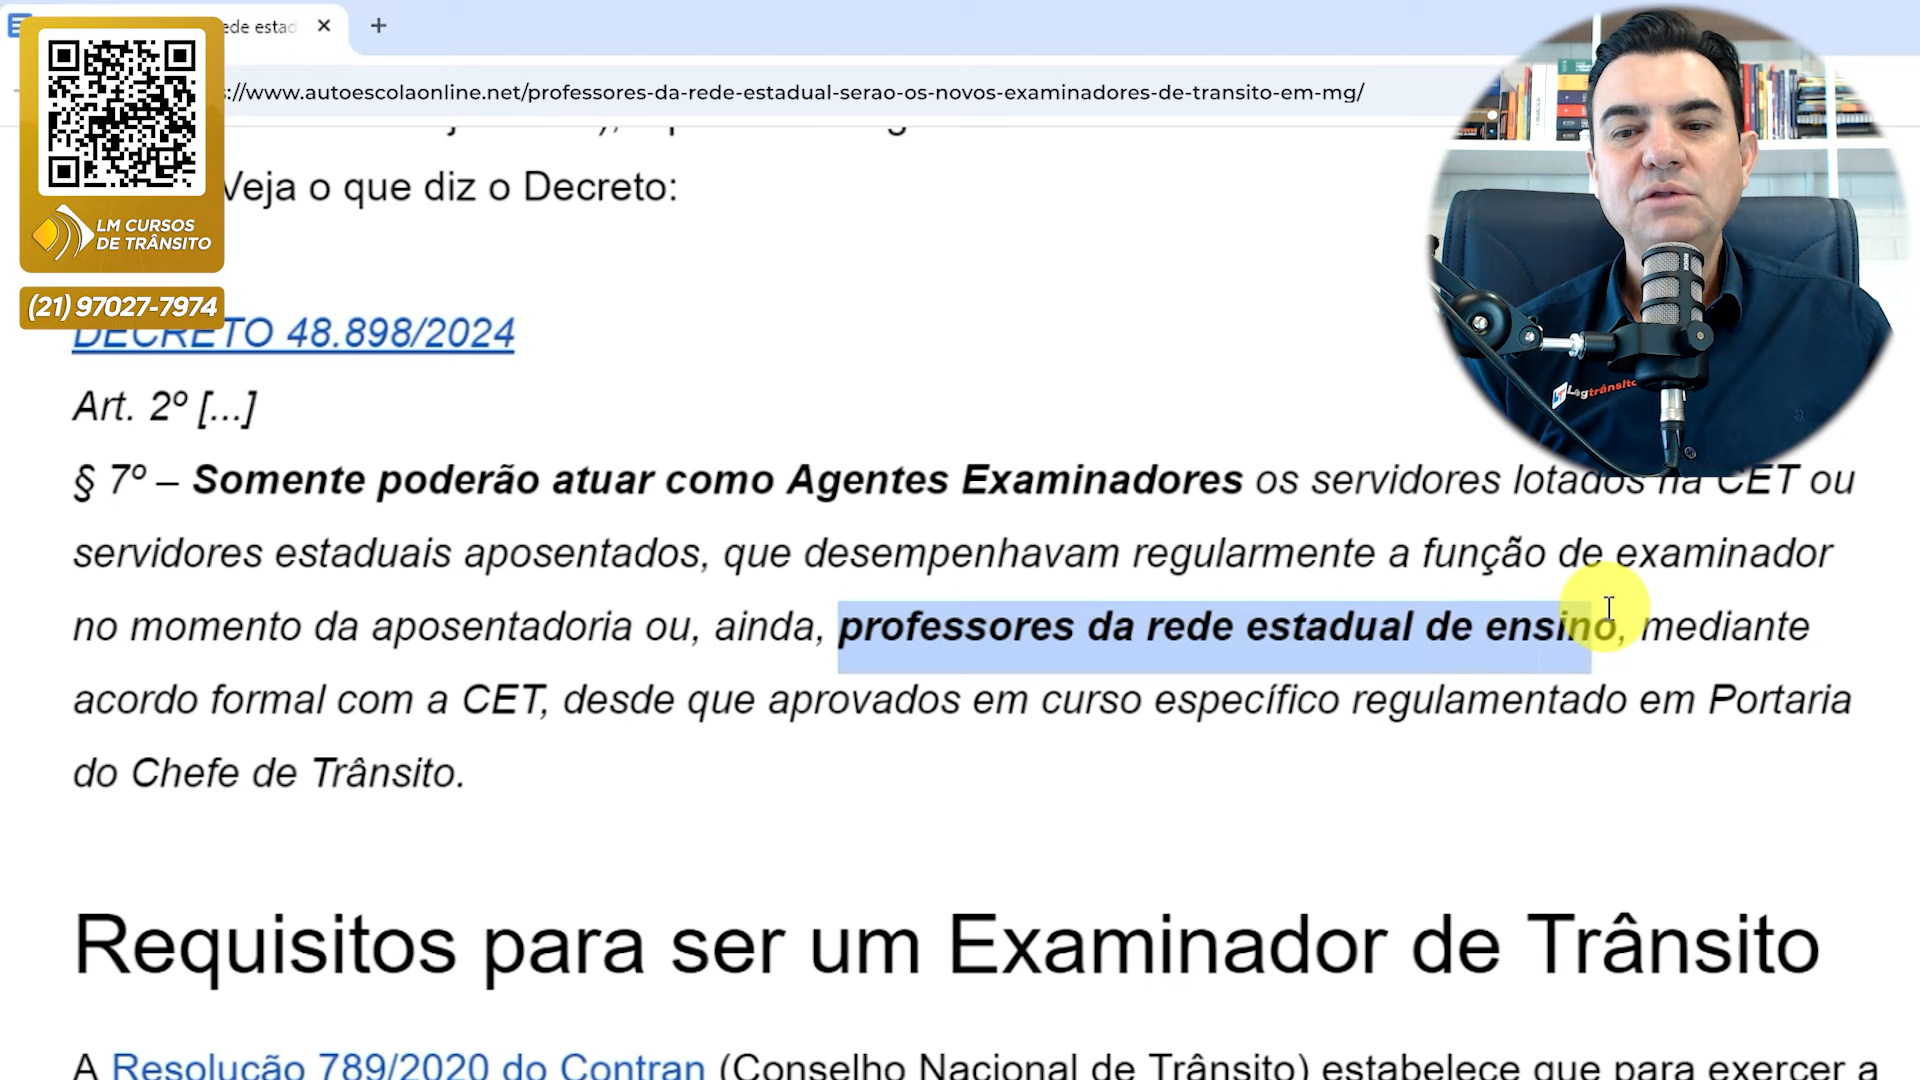 ede estad
://www.autoescolaonline.net/professores-da-rede-estadual-serao-os-novos-examinadores-de-transito-em-mg/
LM CURSOS
DE TRÂNSITO
(21) 97027-7974
Veja o que diz o Decreto:
DECRETO 48.898/2024
Art. 2º [...]
§ 7º – Somente poderão atuar como Agentes Examinadores os servidores lotados na CET ou
servidores estaduais aposentados, que desempenhavam regularmente a função de examinador
no momento da aposentadoria ou, ainda, professores da rede estadual de ensino, mediante
acordo formal com a CET, desde que aprovados em curso específico regulamentado em Portaria
do Chefe de Trânsito.
Requisitos para ser um Examinador de Trânsito
A Resolução 789/2020 do Contran (Conselho Nacional de Trânsito) estabelece que para exercer a
Legtrânsito